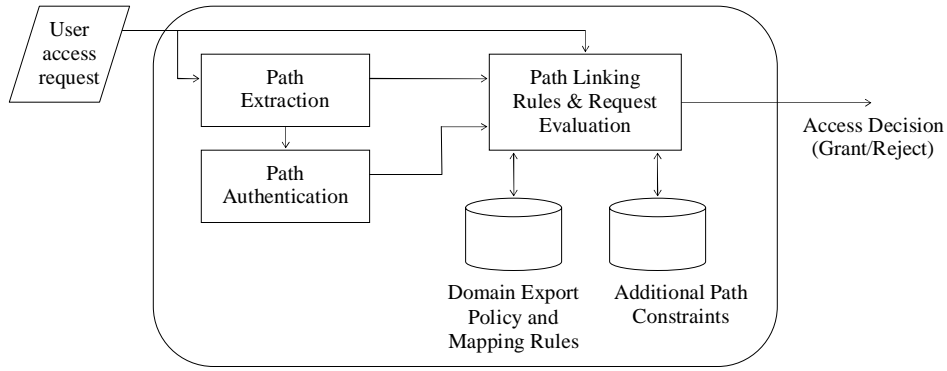 User
access
request
Path
Extraction
Path
Authentication
Path Linking
Rules & Request
Evaluation
Access Decision
(Grant/Reject)
Domain Export
Policy and
Mapping Rules
Additional Path
Constraints